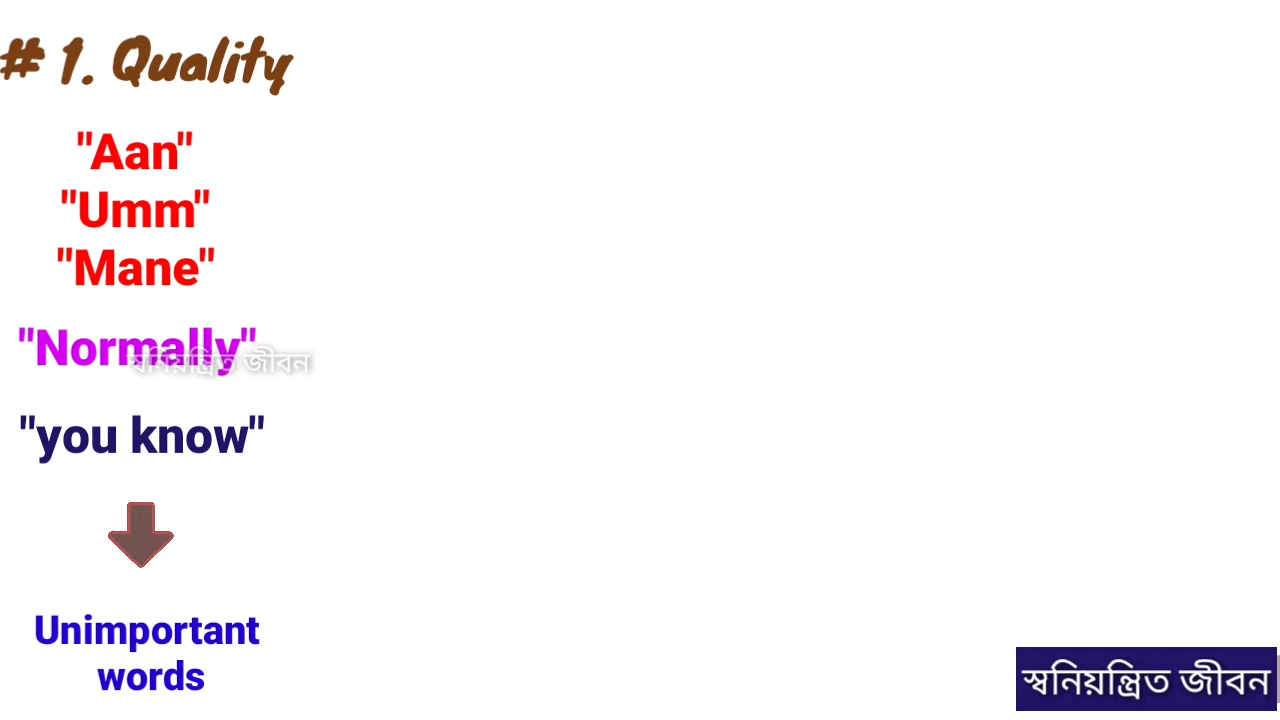 # 1. Quality
"Aan"
"Umm"
"Mane"
"Normally"
স্বনিয়ন্ত্রিত জীবন
"you know"
Unimportant
words
স্বনিয়ন্ত্রিত জীবন